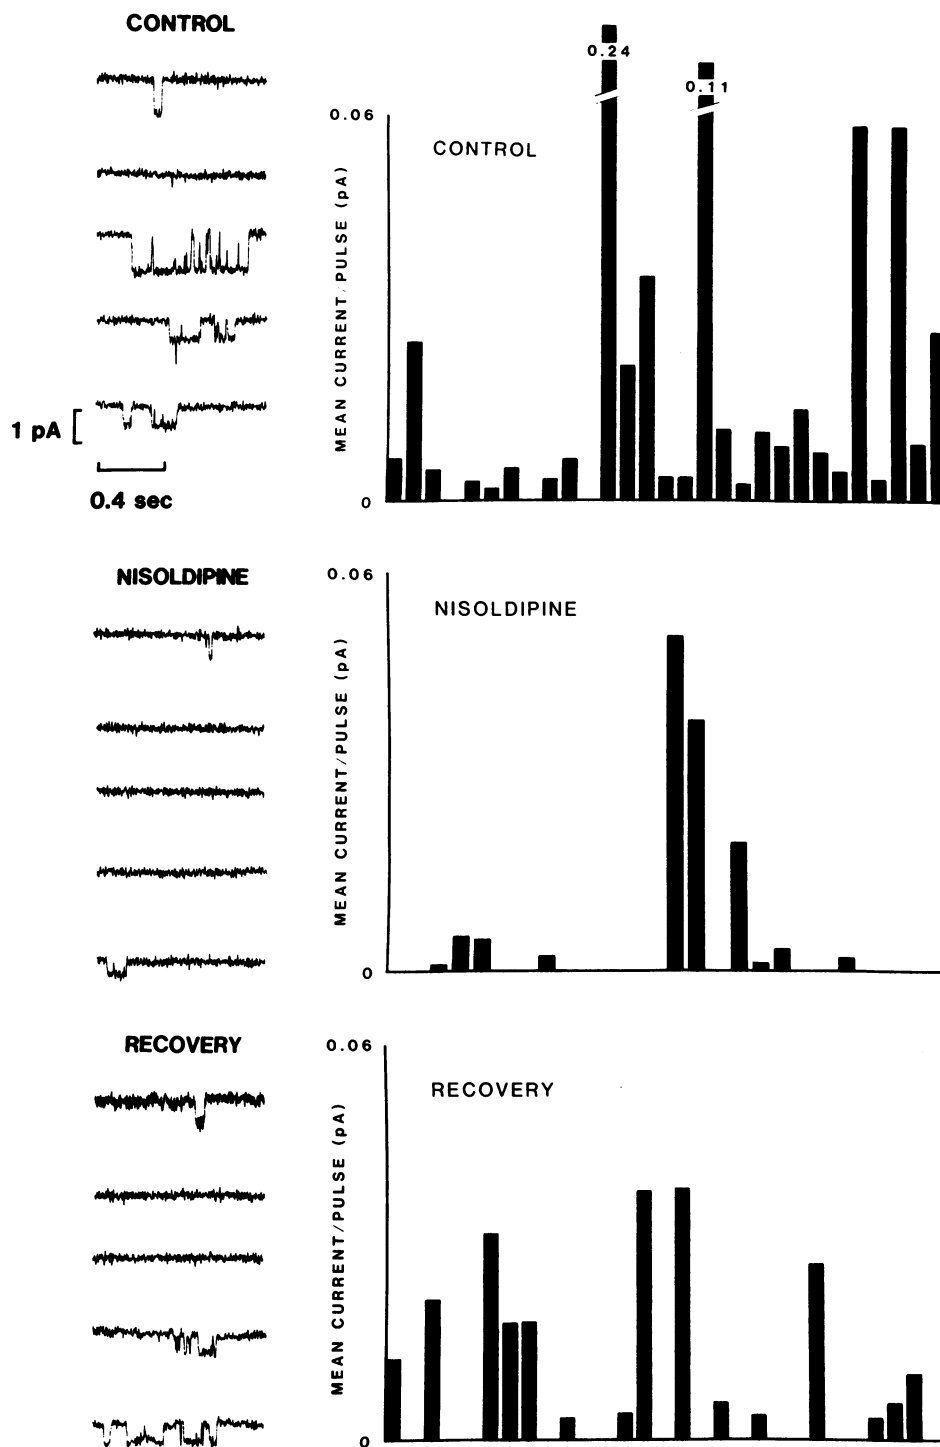 CONTROL
1 pA
0.4 sec
0.24
0.11
0.06
CONTROL
MEAN CURRENT/PULSE (pA)
0
NISOLDIPINE
0.06
NISOLDIPINE
MEAN CURRENT/PULSE (pA)
0
RECOVERY
0.06
RECOVERY
MEAN CURRENT/PULSE (pA)
0